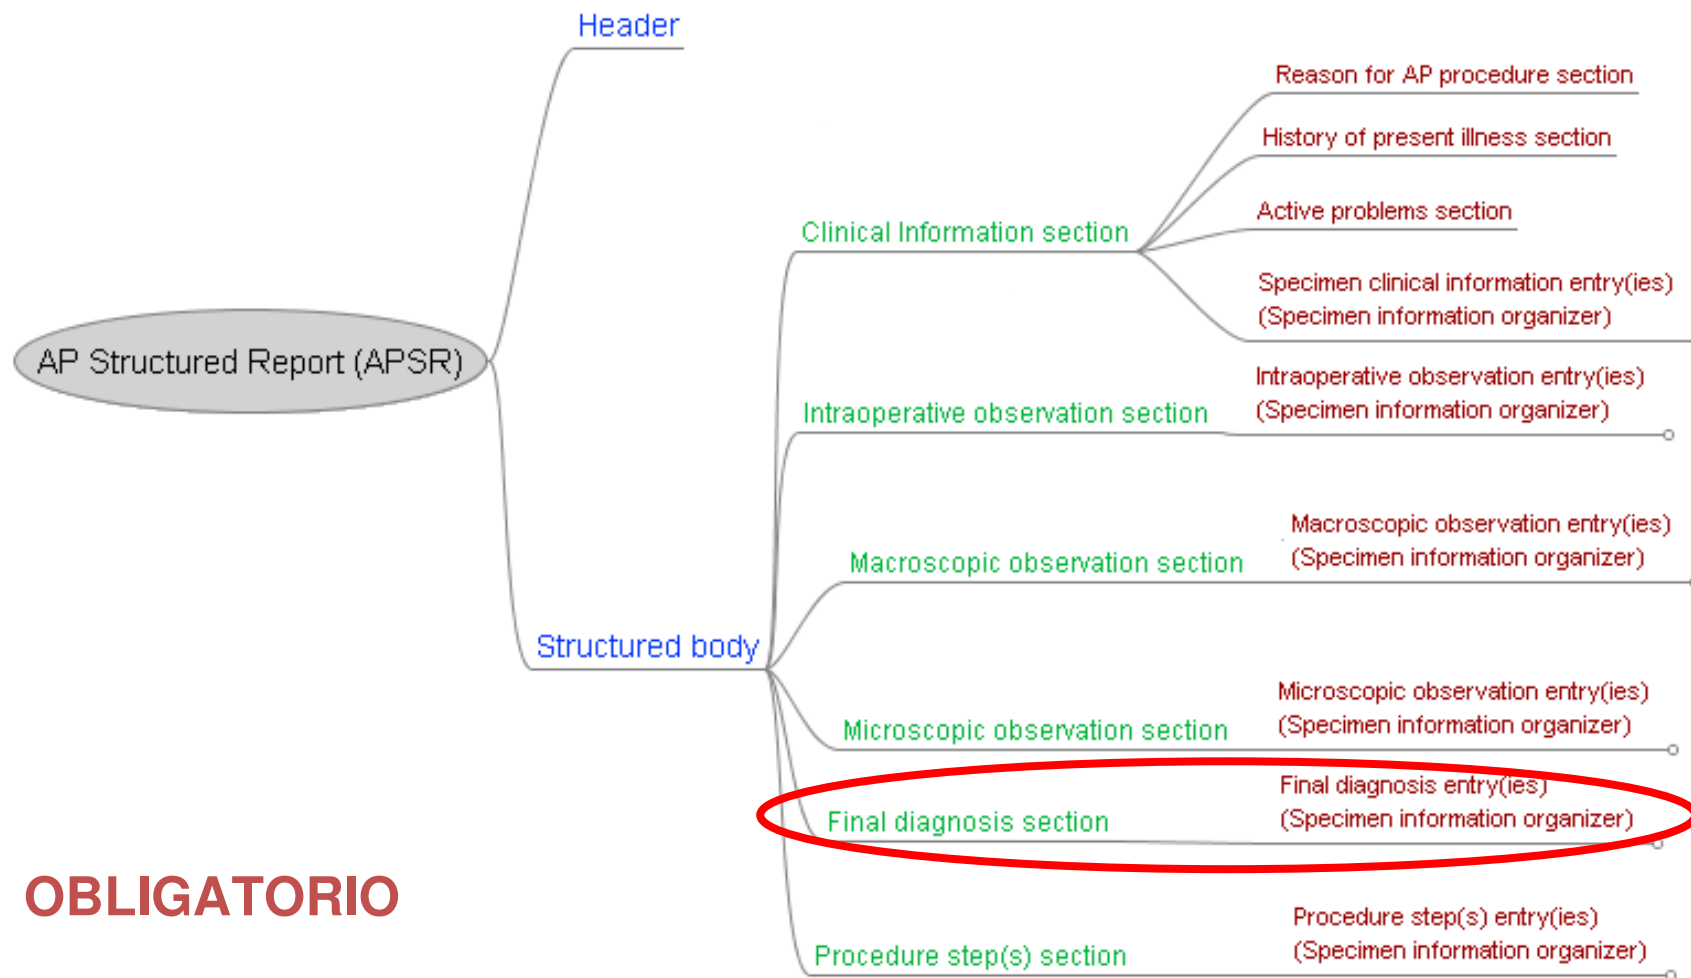 Header
Reason for AP procedure section
History of present illness section
Active problems section
Clinical Information section
Specimen clinical information entry(ies)
(Specimen information organizer)
AP Structured Report (APSR)
Intraoperative observation entry(ies)
(Specimen information organizer)
Intraoperative observation section
Macroscopic observation entry(ies)
(Specimen information organizer)
Macroscopic observation section
Structured body
Microscopic observation entry(ies)
(Specimen information organizer)
Microscopic observation section
Final diagnosis entry(ies)
(Specimen information organizer)
Final diagnosis section
OBLIGATORIO
Procedure step(s) entry(ies)
(Specimen information organizer)
Procedure step(s) section